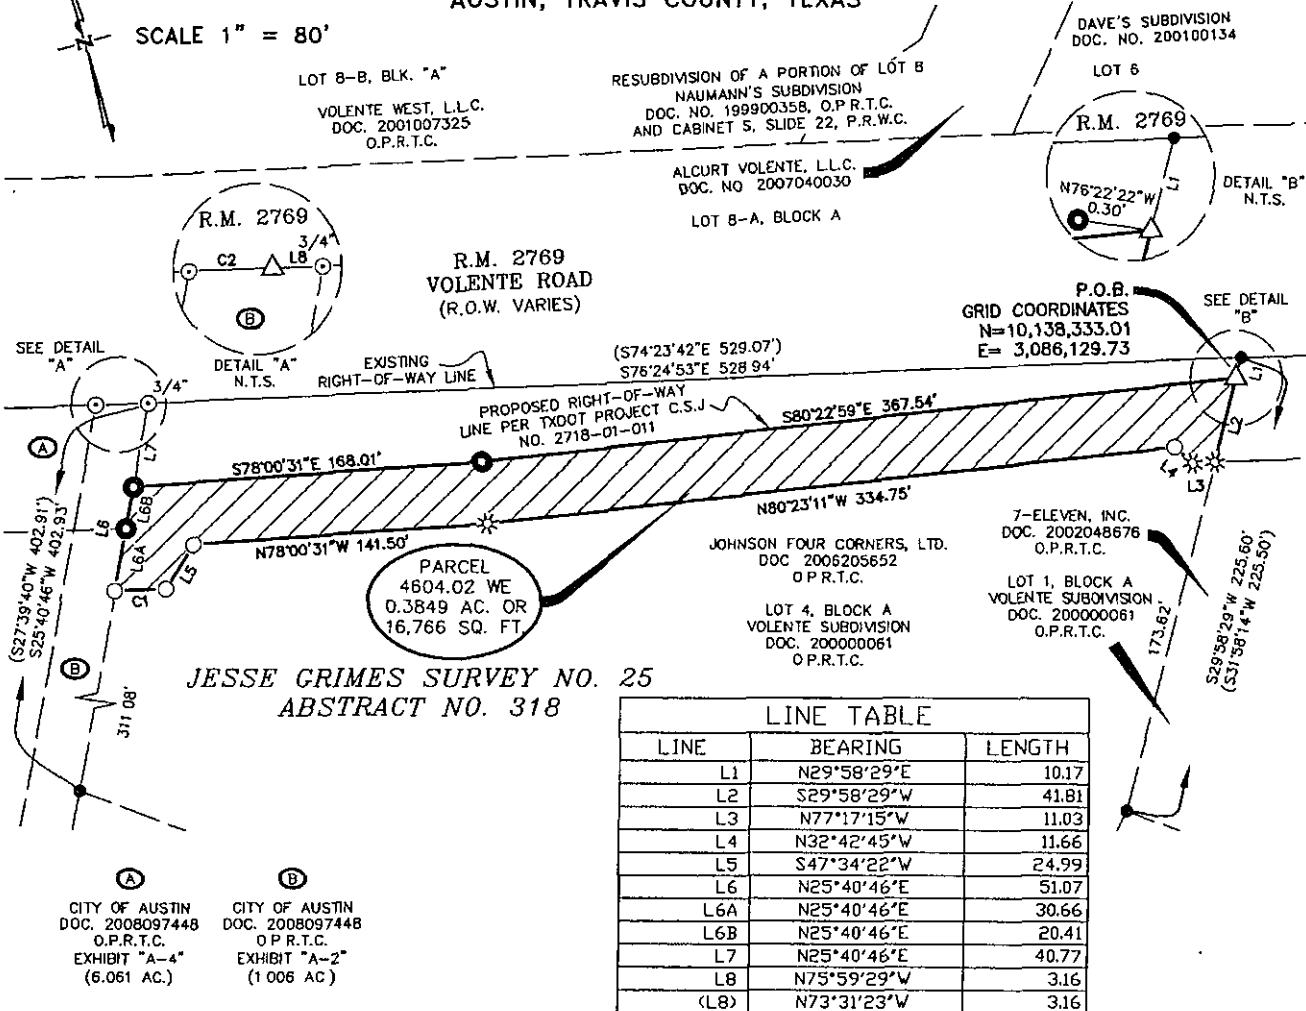 AUSTIN, TRAVIS COUNTY, TEXAS
N
SCALE 1" = 80'
LOT 8-B, BLK. "A"
VOLENTE WEST, L.L.C.
DOC. 2001007325
O.P.R.T.C.
RESUBDIVISION OF A PORTION OF LOT 8
NAUMANN'S SUBDIVISION
DOC. NO. 199900358, O.P R.T.C.
AND CABINET S, SLIDE 22, P.R.W.C.
ALCURT VOLENTE, L.L.C.
DOC. NO 2007040030
LOT 8-A, BLOCK A
DAVE'S SUBDIVISION
DOC. NO. 200100134
LOT 6
R.M. 2769
L1
N76°22'22"W
0.30'
DETAIL "B"
N.T.S.
R.M. 2769
3/4"
C2
L8
B
DETAIL "A"
N.T.S.
R.M. 2769
VOLENTE ROAD
(R.O.W. VARIES)
P.O.B.
GRID COORDINATES
N=10,138,333.01
E= 3,086,129.73
SEE DETAIL
"B"
SEE DETAIL
"A"
3/4"
EXISTING
RIGHT-OF-WAY LINE
(S74°23'42"E 529.07')
S76°24'53"E 528 94'
PROPOSED RIGHT-OF-WAY
LINE PER TXDOT PROJECT C.S.J
NO. 2718-01-011
S80°22'59"E 367.54'
L1
L2
L4
L3
A
L7
S78°00'31"E 168.01'
L6B
L6
L6A
L5
C1
N78°00'31"W 141.50'
N80°23'11"W 334.75'
(S27°39'40"W 402.91')
S25°40'46"W 402.93'
B
311 08'
PARCEL
4604.02 WE
0.3849 AC. OR
16,766 SQ. FT.
JOHNSON FOUR CORNERS, LTD.
DOC 2006205652
O P R.T.C.
LOT 4, BLOCK A
VOLENTE SUBDIVISION
DOC. 200000061
O P.R.T.C.
7-ELEVEN, INC.
DOC. 2002048676
O.P.R.T.C.
LOT 1, BLOCK A
VOLENTE SUBDIVISION
DOC. 200000061
O.P.R.T.C.
173.62'
S29°58'29"W 225.60'
(S31°58'14"W 225.50')
JESSE GRIMES SURVEY NO. 25
ABSTRACT NO. 318
LINE TABLE
LINE BEARING LENGTH
L1 N29°58'29"E 10.17
L2 S29°58'29"W 41.81
L3 N77°17'15"W 11.03
L4 N32°42'45"W 11.66
L5 S47°34'22"W 24.99
L6 N25°40'46"E 51.07
L6A N25°40'46"E 30.66
L6B N25°40'46"E 20.41
L7 N25°40'46"E 40.77
L8 N75°59'29"W 3.16
(L8) N73°31'23"W 3.16
A
CITY OF AUSTIN
DOC. 2008097448
O.P.R.T.C.
EXHIBIT "A-4"
(6.061 AC.)
B
CITY OF AUSTIN
DOC. 2008097448
O P R.T.C.
EXHIBIT "A-2"
(1 006 AC )